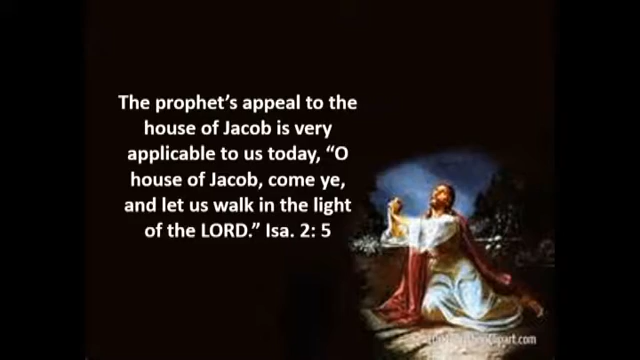 The prophet's appeal to the
house of Jacob is very
applicable to us today, “O
house of Jacob, come ye,
and let us walk in the light
of the LORD.” Isa. 2: 5